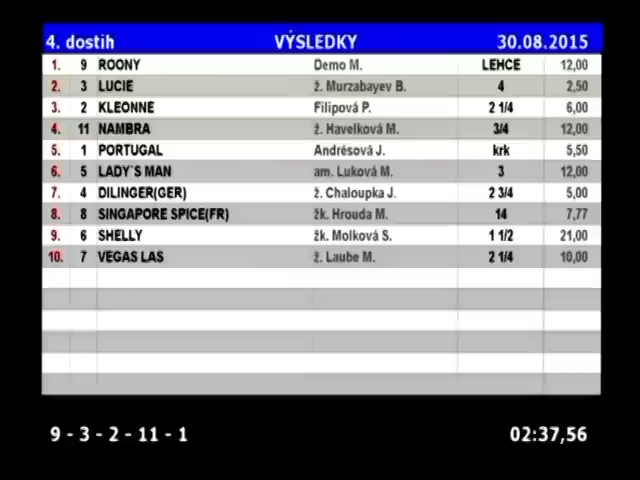 4. dostih VÝSLEDKY 30.08.2015
1. 9 ROONY Demo M. LEHCE 12,00
2. 3 LUCIE ž. Murzabayev B. 4 2,50
3. 2 KLEONNE Filipová P. 2 1/4 6,00
4. 11 NAMBRA ž. Havelková M. 3/4 12,00
5. 1 PORTUGAL Andrésová J. krk 5,50
6. 5 LADY`S MAN am. Luková M. 3 12,00
7. 4 DILINGER(GER) ž. Chaloupka J. 2 3/4 5,00
8. 8 SINGAPORE SPICE(FR) žk. Hrouda M. 14 7,77
9. 6 SHELLY žk. Molková S. 1 1/2 21,00
10. 7 VEGAS LAS ž. Laube M. 2 1/4 10,00
9 - 3 - 2 - 11 - 1 02:37,56